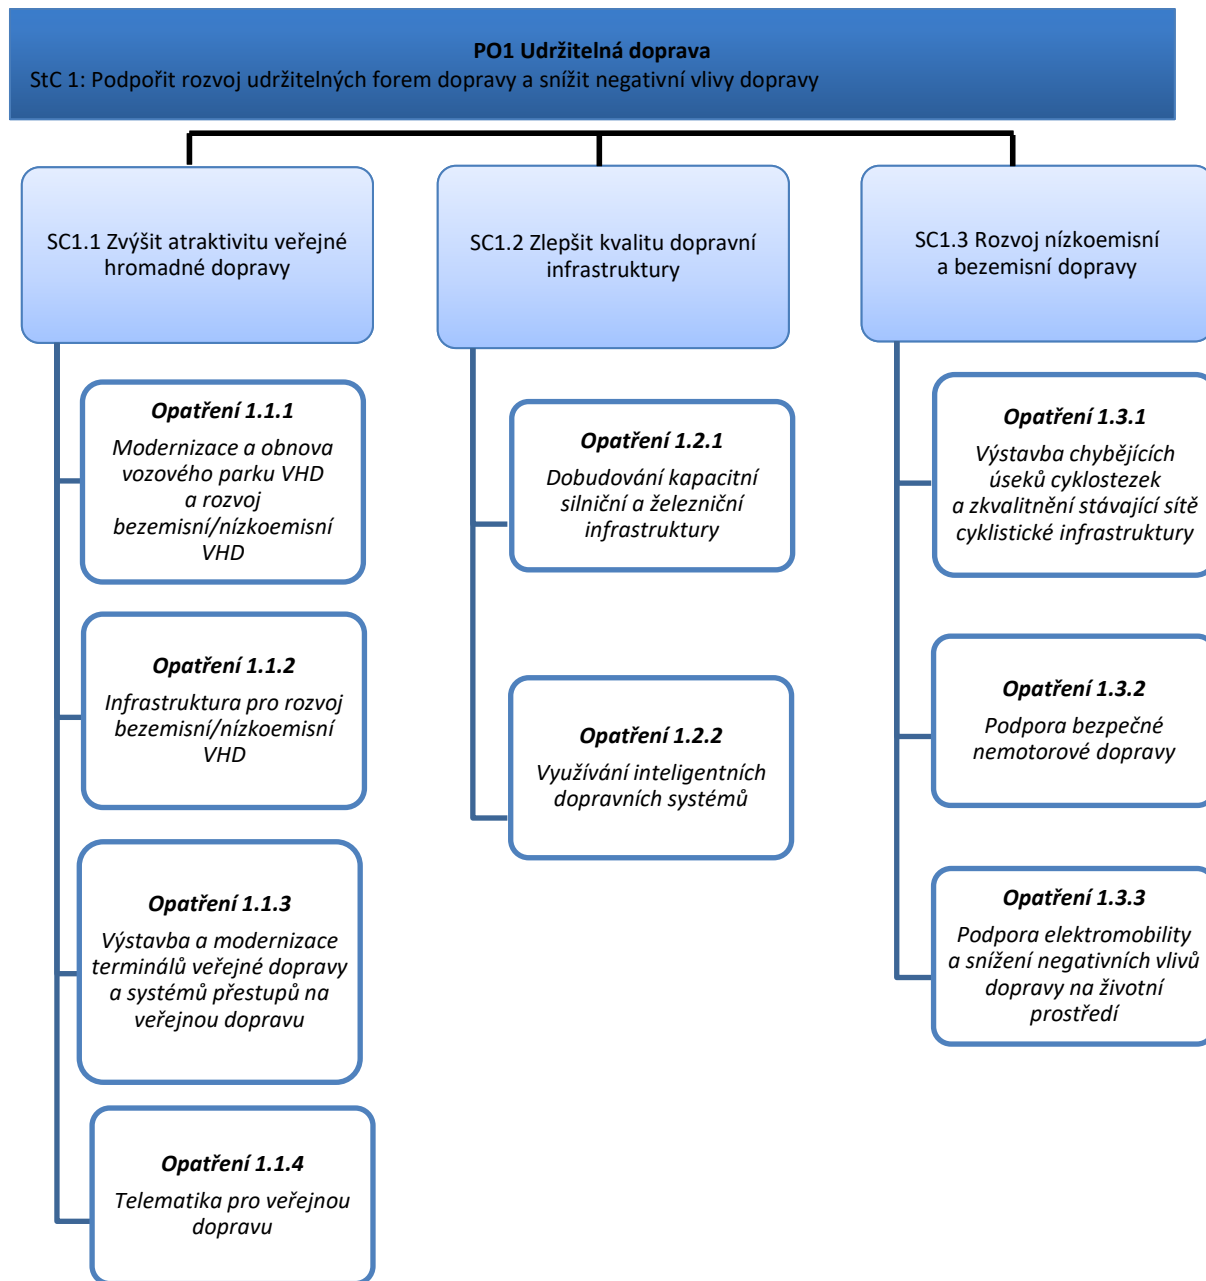 PO1 Udržitelná doprava
StC 1: Podpořit rozvoj udržitelných forem dopravy a snížit negativní vlivy dopravy
SC1.1 Zvýšit atraktivitu veřejné
hromadné dopravy
Opatření 1.1.1
Modernizace a obnova
vozového parku VHD
a rozvoj
bezemisní/nízkoemisní
VHD
Opatření 1.1.2
Infrastruktura pro rozvoj
bezemisní/nízkoemisní
VHD
Opatření 1.1.3
Výstavba a modernizace
terminálů veřejné dopravy
a systémů přestupů na
veřejnou dopravu
Opatření 1.1.4
Telematika pro veřejnou
dopravu
SC1.2 Zlepšit kvalitu dopravní
infrastruktury
Opatření 1.2.1
Dobudování kapacitní
silniční a železniční
infrastruktury
Opatření 1.2.2
Využívání inteligentních
dopravních systémů
SC1.3 Rozvoj nízkoemisní
a bezemisní dopravy
Opatření 1.3.1
Výstavba chybějících
úseků cyklostezek
a zkvalitnění stávající sítě
cyklistické infrastruktury
Opatření 1.3.2
Podpora bezpečné
nemotorové dopravy
Opatření 1.3.3
Podpora elektromobility
a snížení negativních vlivů
dopravy na životní
prostředí